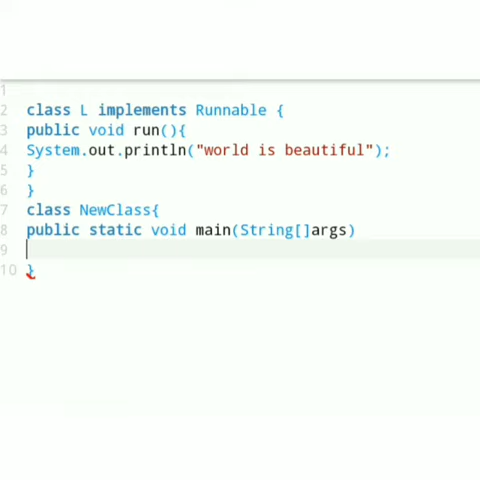 1
2 class L implements Runnable {
3 public void run(){
4 System.out.println("world is beautiful");
5 }
6 }
7 class NewClass{
8 public static void main(String[]args)
9
10 }